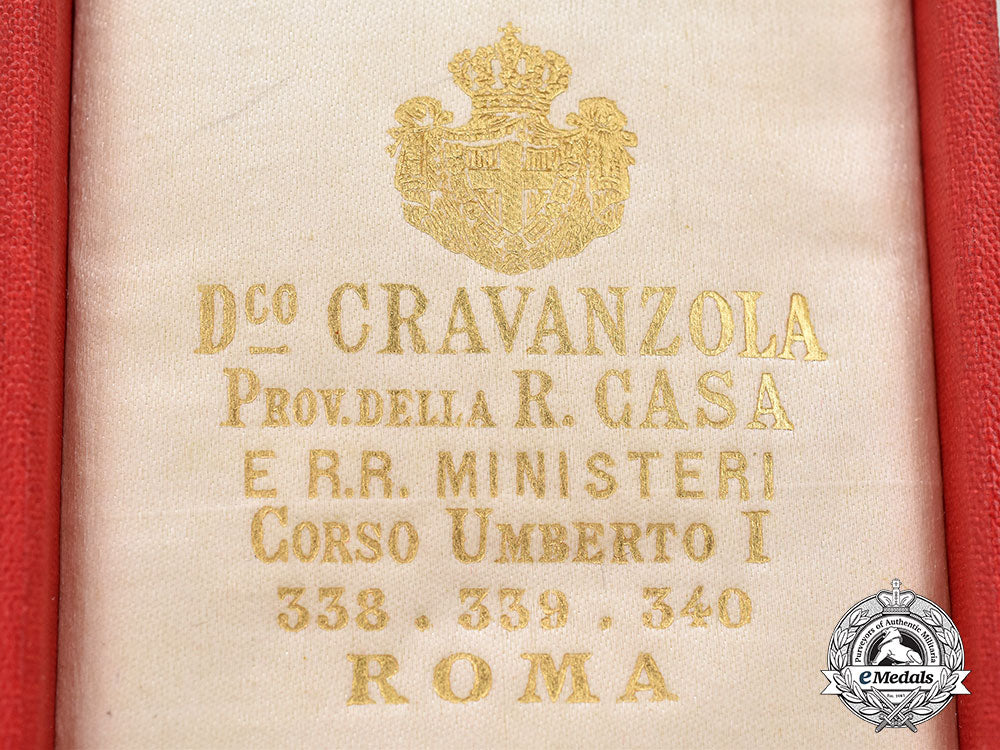 Dco CRAVANZOLA
PROV. DELLA R. CASA
E R.R. MINISTERI
CORSO UMBERTO I
338 . 339 . 340
ROMA
Purveyors of Authentic Militaria
eMedals